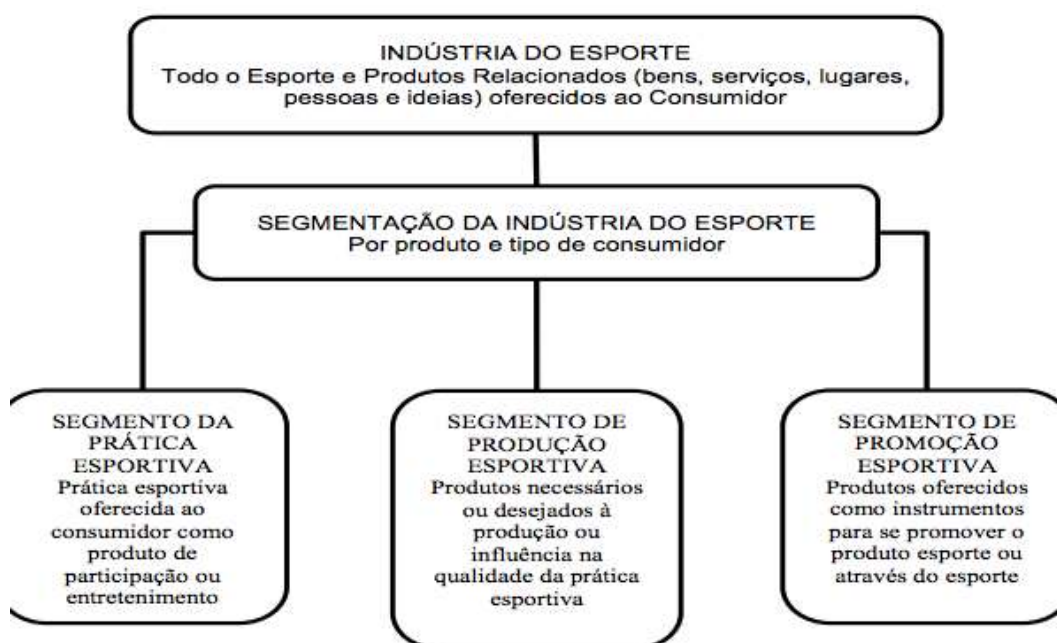 INDÚSTRIA DO ESPORTE
Todo o Esporte e Produtos Relacionados (bens, serviços, lugares,
pessoas e ideias) oferecidos ao Consumidor
SEGMENTAÇÃO DA INDÚSTRIA DO ESPORTE
Por produto e tipo de consumidor
SEGMENTO DA
PRÁTICA
ESPORTIVA
Prática esportiva
oferecida ao
consumidor como
produto de
participação ou
entretenimento
SEGMENTO DE
PRODUÇÃO
ESPORTIVA
Produtos necessários
ou desejados à
produção ou
influência na
qualidade da prática
esportiva
SEGMENTO DE
PROMOÇÃO
ESPORTIVA
Produtos oferecidos
como instrumentos
para se promover o
produto esporte ou
através do esporte